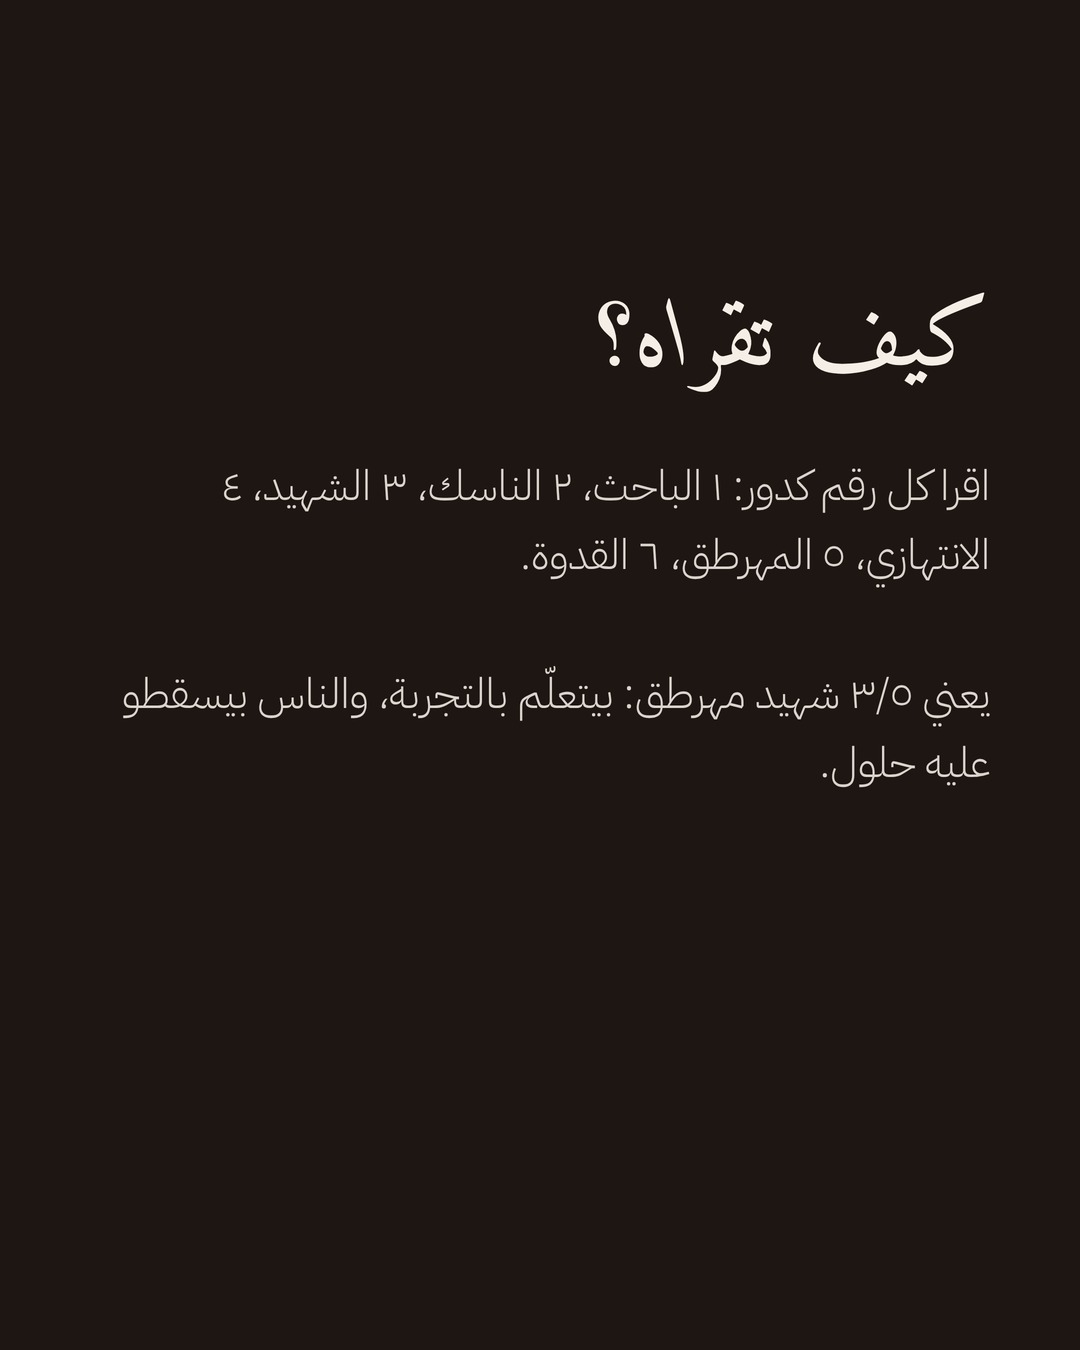 كيف تقراه؟
اقرا كل رقم كدور: ١ الباحث، ٢ الناسك، ٣ الشهيد، ٤
الانتهازي، ٥ المهرطق، ٦ القدوة.
يعني ٣/٥ شهيد مهرطق: بيتعلّم بالتجربة، والناس بيسقطو
عليه حلول.